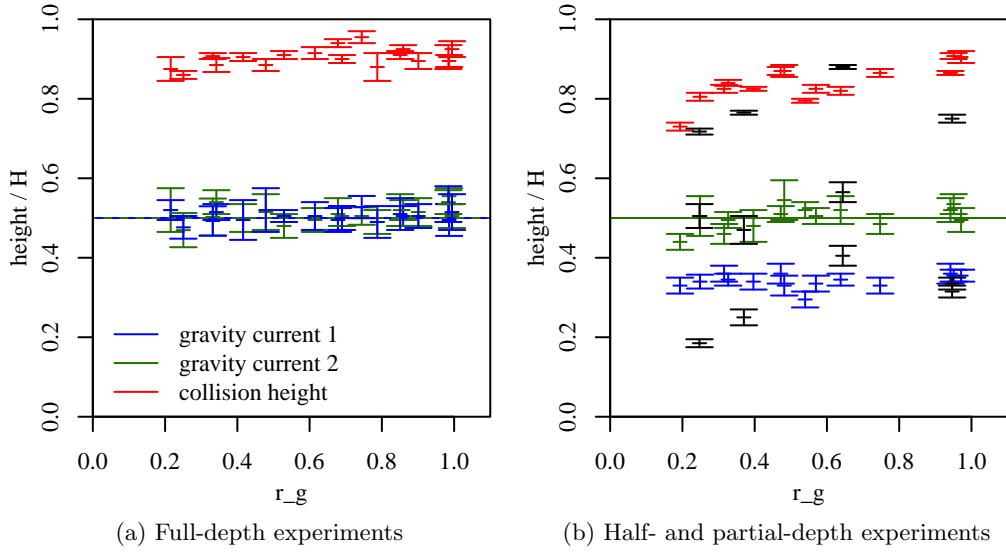 height / H
0.0
0.2
0.4
0.6
0.8
1.0
gravity current 1
gravity current 2
collision height
0.0
0.2
0.4
0.6
0.8
1.0
r_g
(a) Full-depth experiments
height / H
0.0
0.2
0.4
0.6
0.8
1.0
0.0
0.2
0.4
0.6
0.8
1.0
r_g
(b) Half- and partial-depth experiments